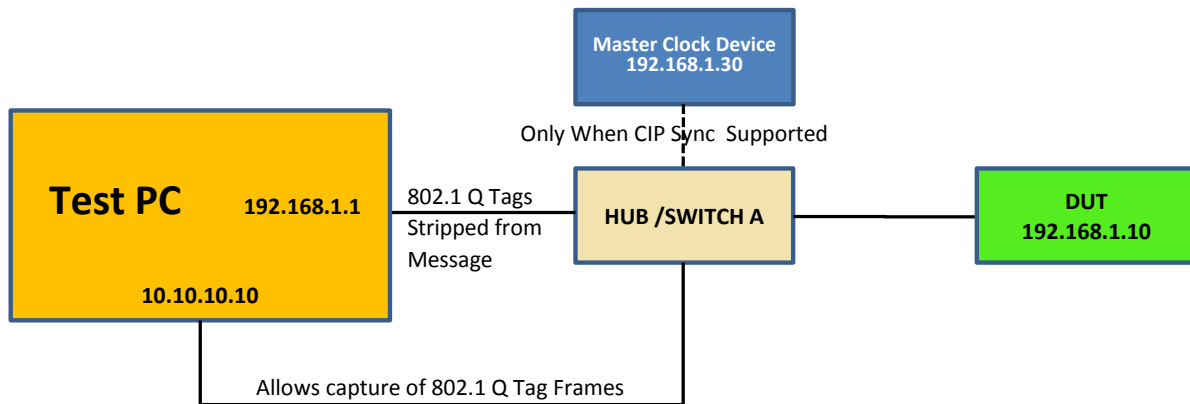 Master Clock Device
192.168.1.30
Only When CIP Sync Supported
Test PC
192.168.1.1
802.1 Q Tags
Stripped from
Message
HUB /SWITCH A
DUT
192.168.1.10
10.10.10.10
Allows capture of 802.1 Q Tag Frames